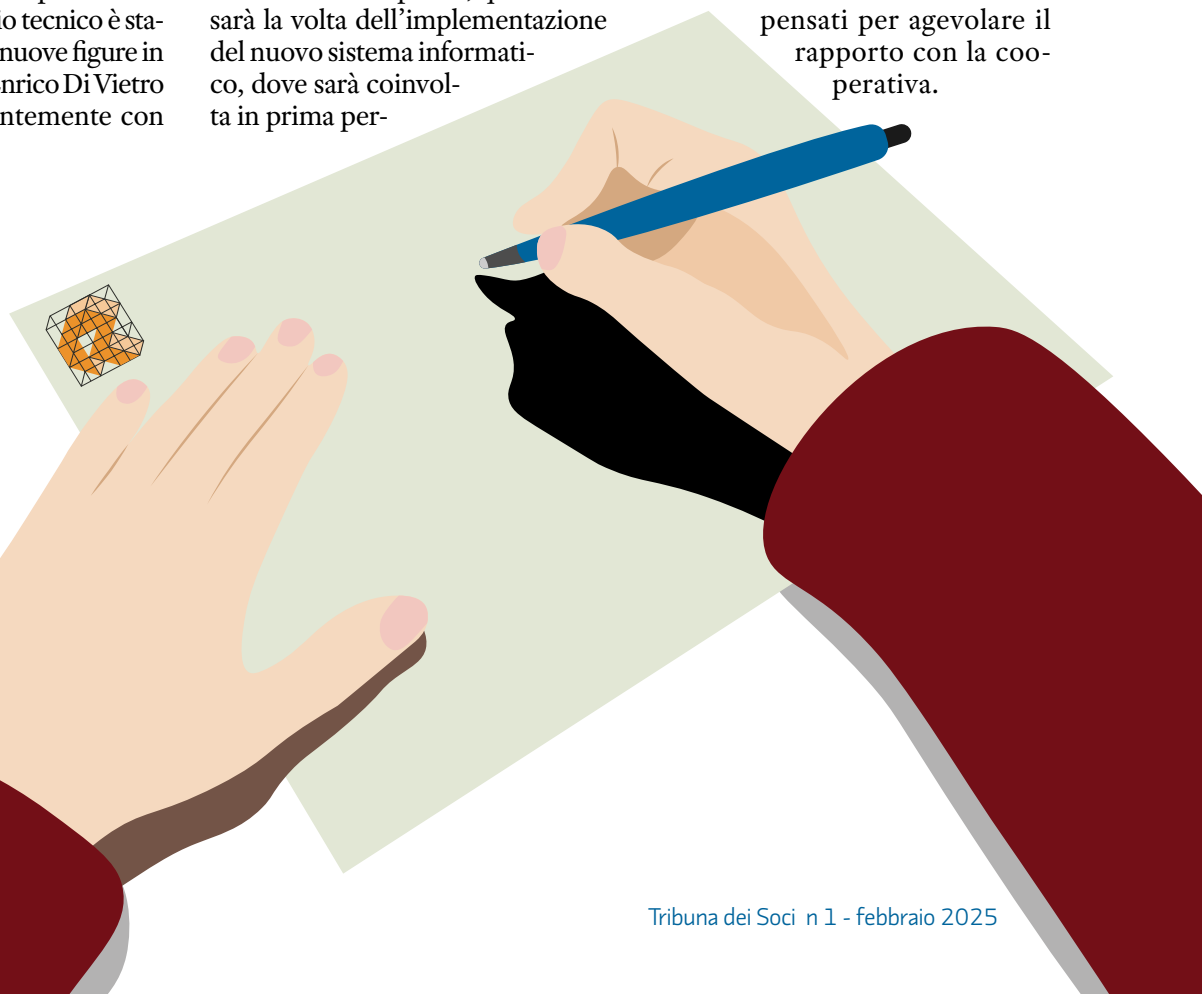 io tecnico è sta-
nuove figure in
Enrico Di Vietro
ntemente con
sarà la volta dell'implementazione
del nuovo sistema informati-
co, dove sarà coinvol-
ta in prima per-
pensati per agevolare il
rapporto con la coo-
perativa.
Tribuna dei Soci n 1 - febbraio 2025